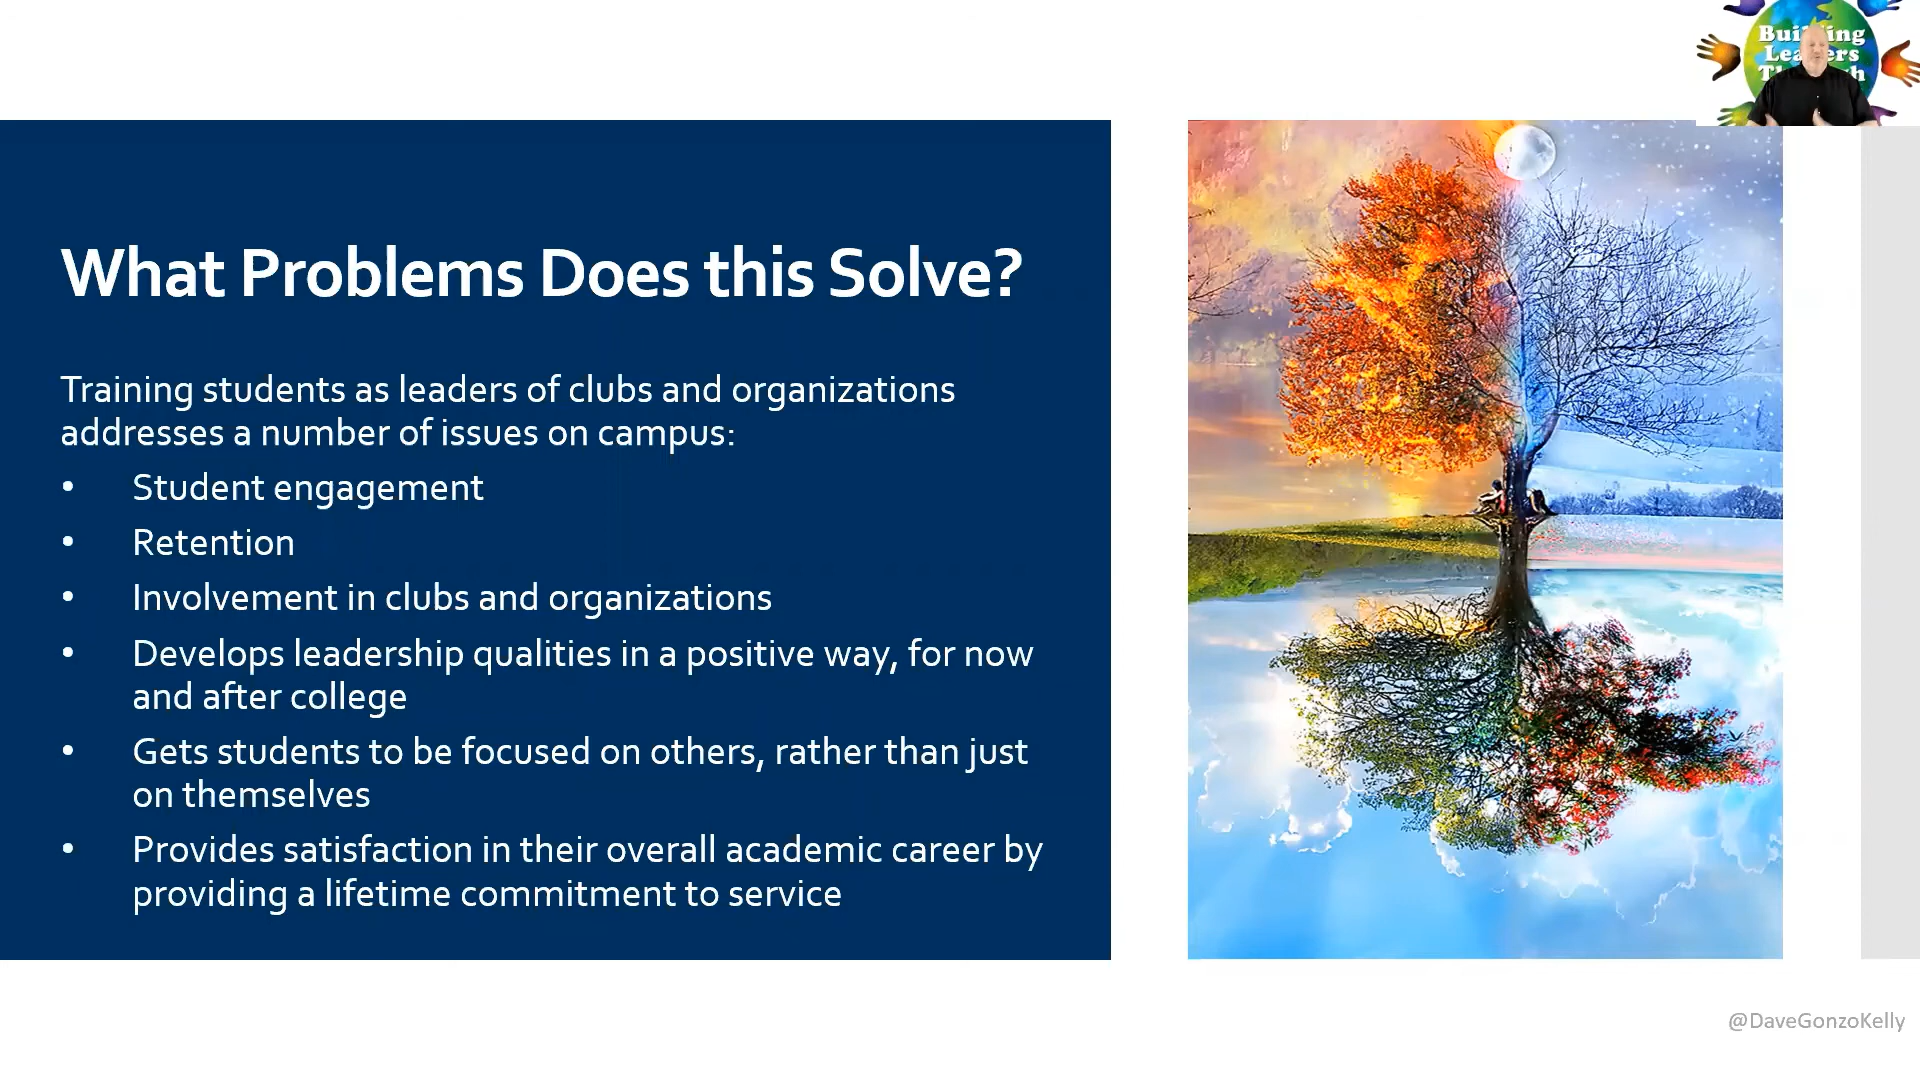 Building
Leaders
Through
What Problems Does this Solve?
Training students as leaders of clubs and organizations
addresses a number of issues on campus:
• Student engagement
• Retention
• Involvement in clubs and organizations
• Develops leadership qualities in a positive way, for now
and after college
• Gets students to be focused on others, rather than just
on themselves
• Provides satisfaction in their overall academic career by
providing a lifetime commitment to service
@DaveGonzoKelly